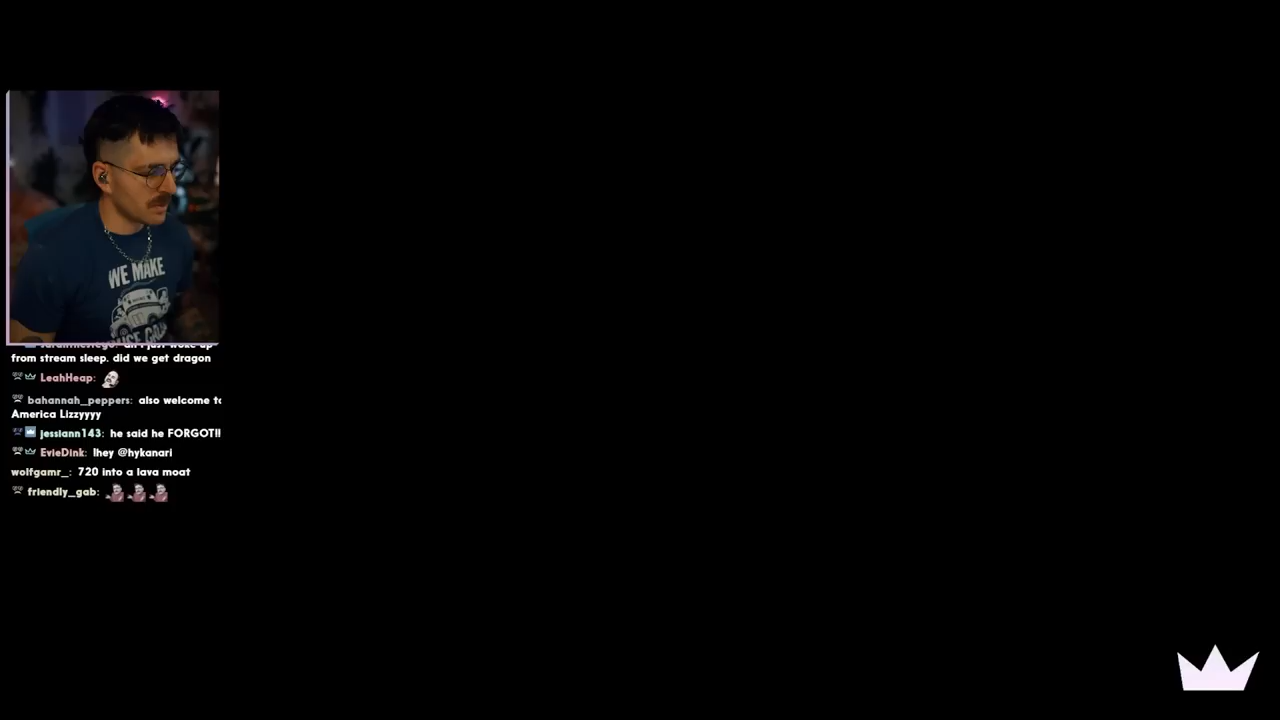 WE MAKE
from stream sleep. did we get dragon
LeahHeap:
bahannah_peppers: also welcome to
America Lizzyyyy
jessiann143: he said he FORGOT!!
EvieDink: lhey @hykanari
wolfgamr_: 720 into a lava moat
friendly_gab: